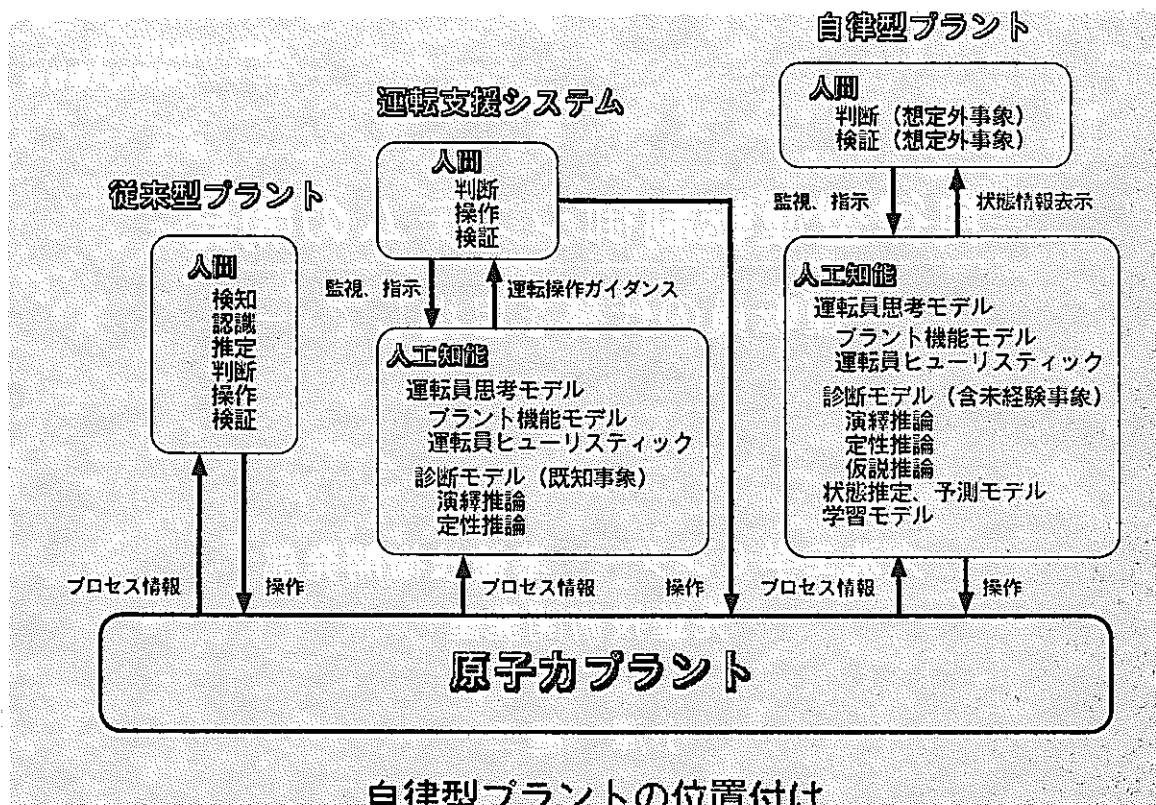 従来型プラント
人間
検知
認識
推定
判断
操作
検証
プロセス情報
操作
運転支援システム
人間
判断
操作
検証
監視、指示
運転操作ガイダンス
人工知能
運転員思考モデル
プラント機能モデル
運転員ヒューリスティック
診断モデル（既知事象）
演繹推論
定性推論
プロセス情報
操作
自律型プラント
人間
判断（想定外事象）
検証（想定外事象）
監視、指示
状態情報表示
人工知能
運転員思考モデル
プラント機能モデル
運転員ヒューリスティック
診断モデル（含未経験事象）
演繹推論
定性推論
仮説推論
状態推定、予測モデル
学習モデル
プロセス情報
操作
原子力プラント
自律型プラントの位置付け